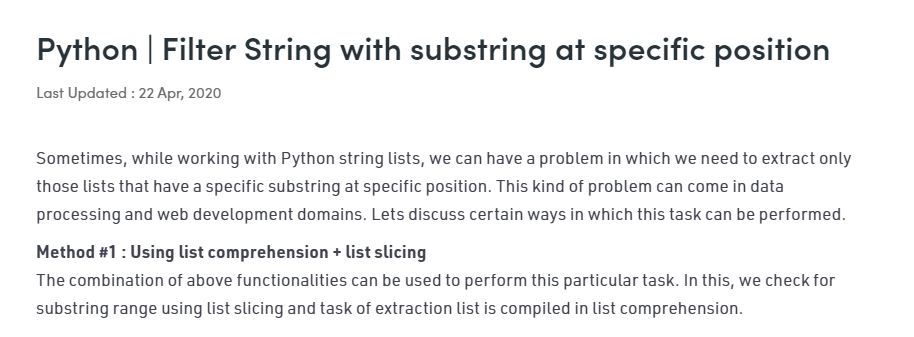 Python | Filter String with substring at specific position
Last Updated : 22 Apr, 2020
Sometimes, while working with Python string lists, we can have a problem in which we need to extract only
those lists that have a specific substring at specific position. This kind of problem can come in data
processing and web development domains. Lets discuss certain ways in which this task can be performed.
Method #1 : Using list comprehension + list slicing
The combination of above functionalities can be used to perform this particular task. In this, we check for
substring range using list slicing and task of extraction list is compiled in list comprehension.